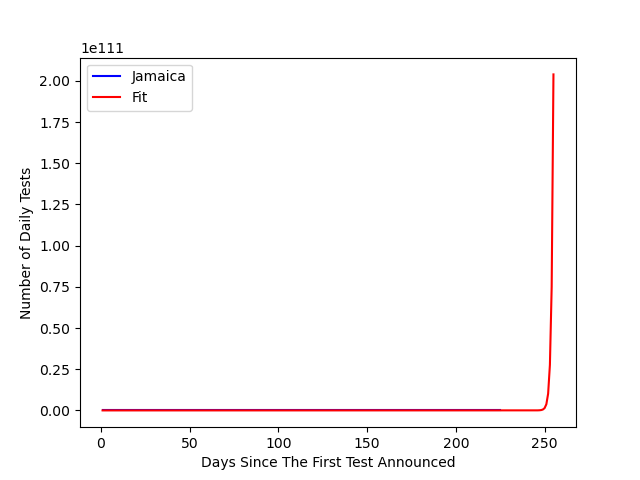 1e111
2.00
1.75
1.50
1.25
1.00
0.75
0.50
0.25
0.00
Number of Daily Tests
Jamaica
Fit
0 50 100 150 200 250
Days Since The First Test Announced